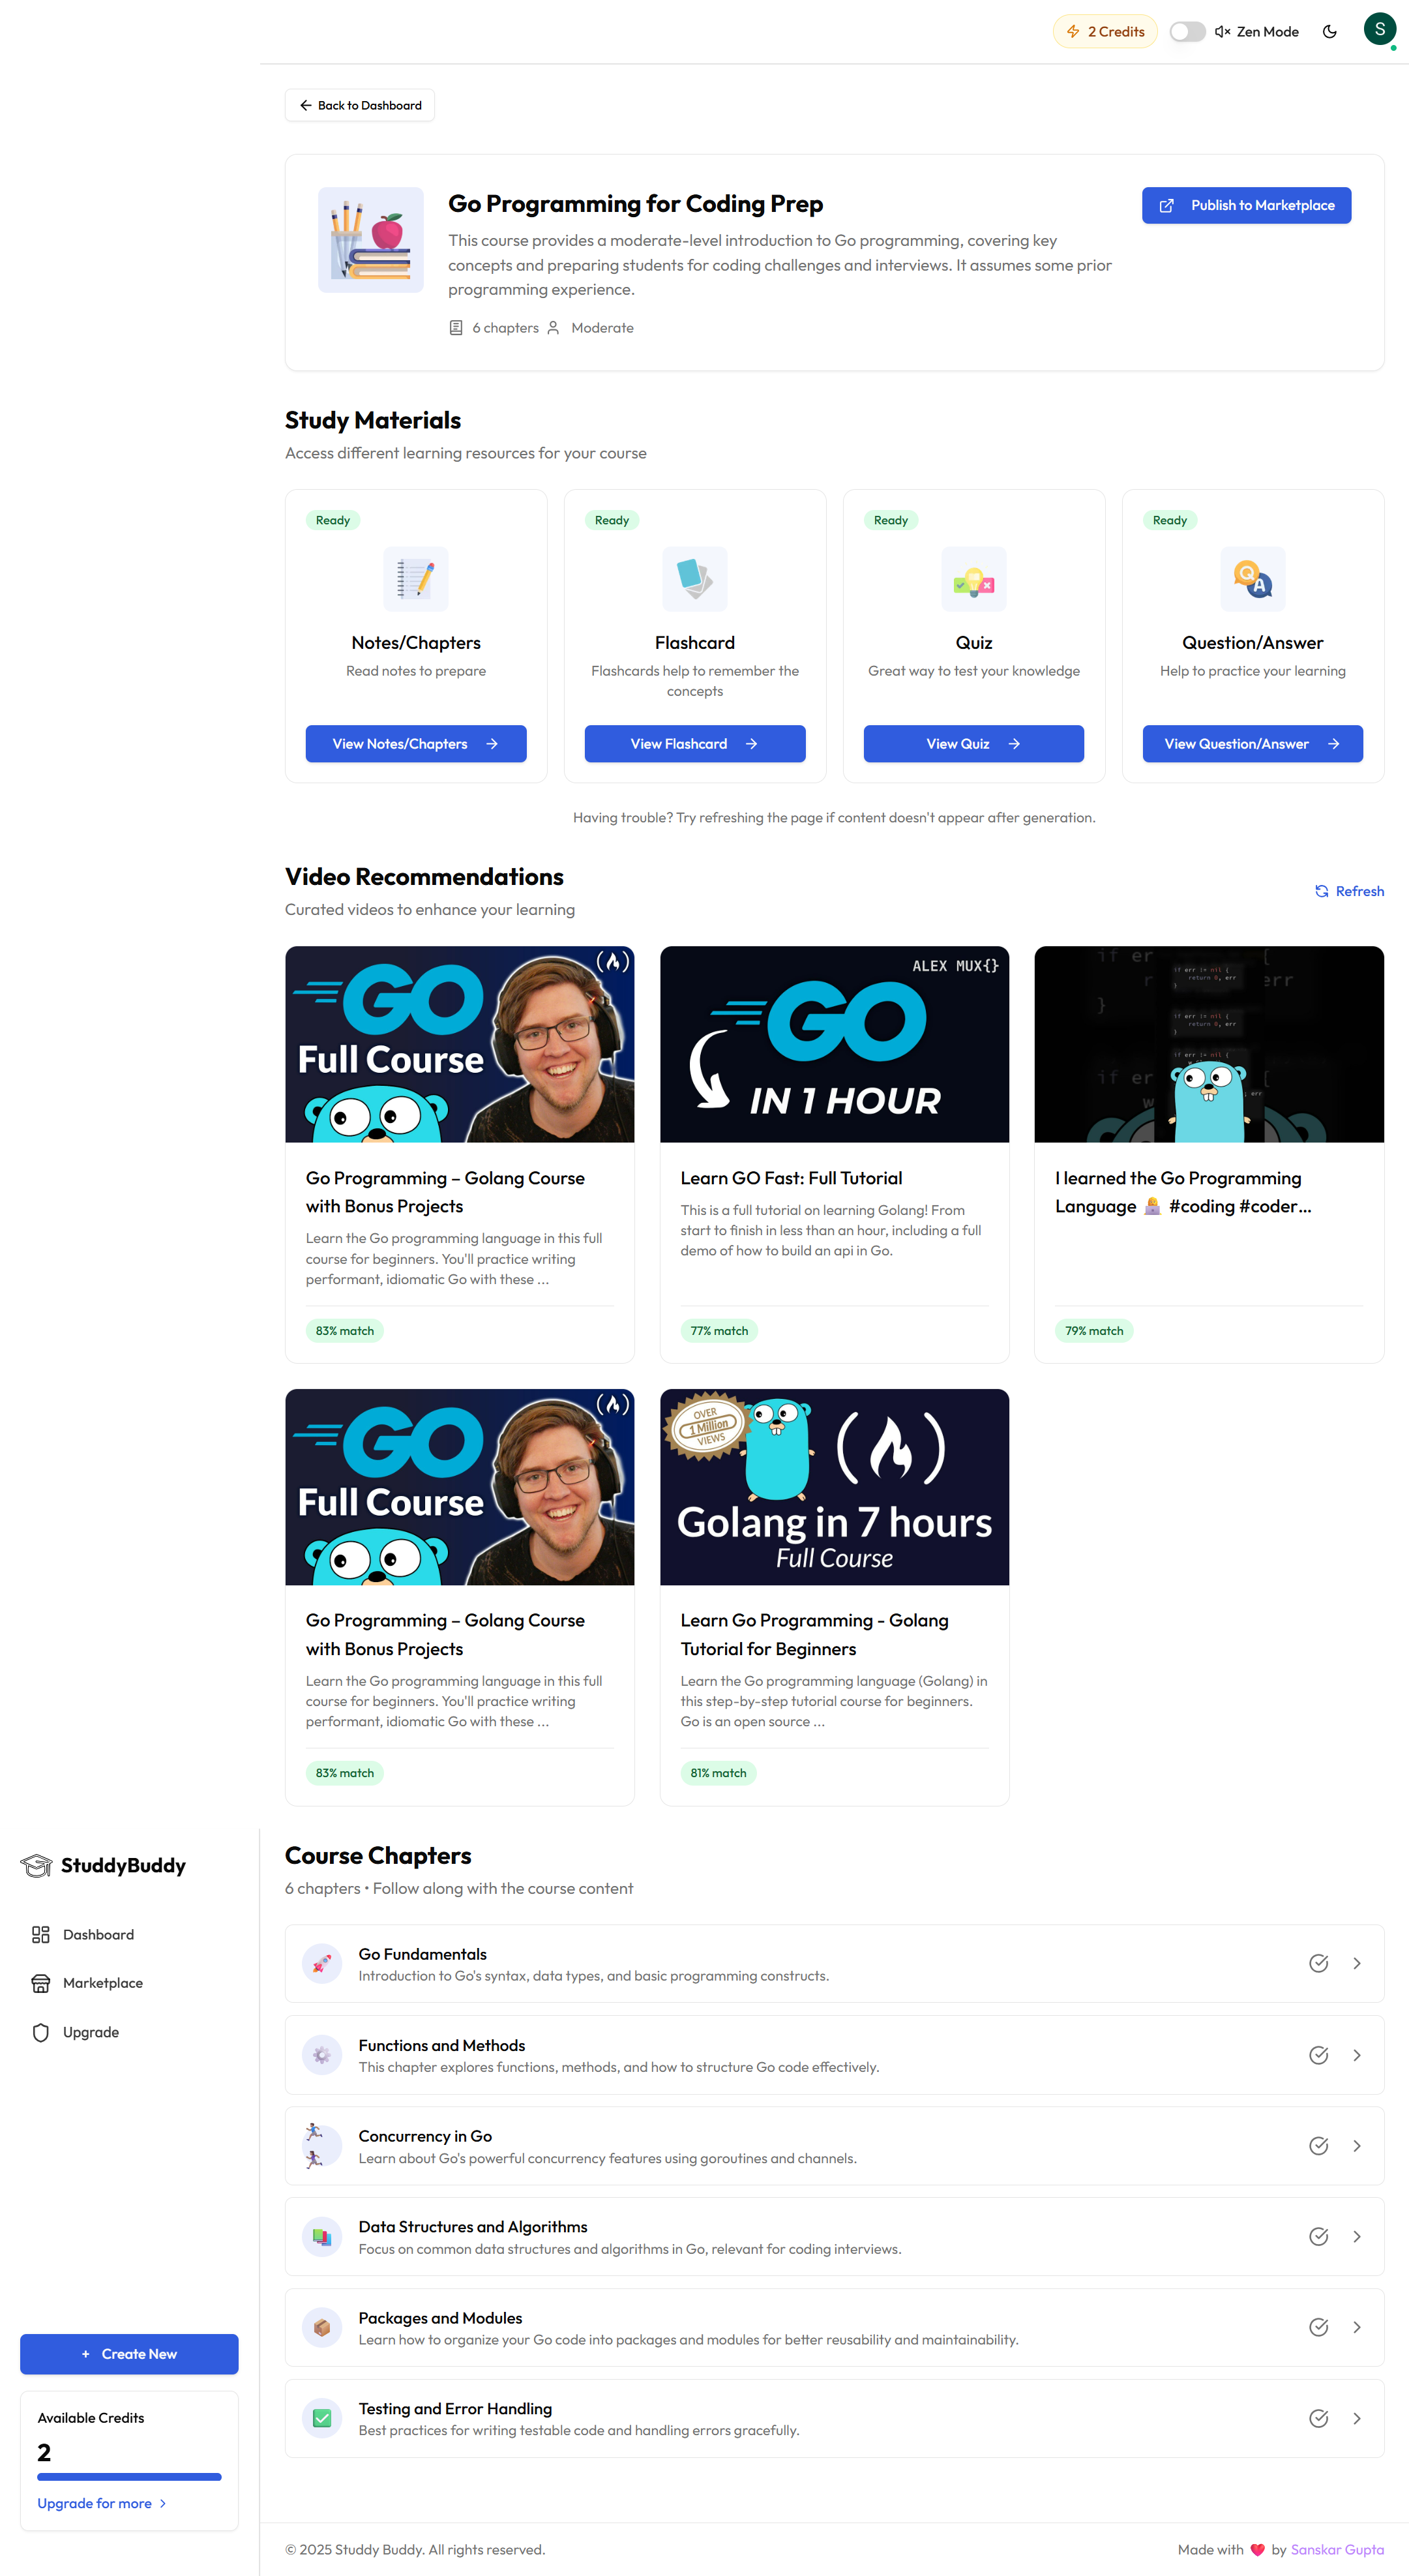 2 Credits
Zen Mode
S
Back to Dashboard
Go Programming for Coding Prep
Publish to Marketplace
This course provides a moderate-level introduction to Go programming, covering key
concepts and preparing students for coding challenges and interviews. It assumes some prior
programming experience.
6 chapters
Moderate
Study Materials
Access different learning resources for your course
Ready
Notes/Chapters
Read notes to prepare
View Notes/Chapters
Ready
Flashcard
Flashcards help to remember the
concepts
View Flashcard
Ready
Quiz
Great way to test your knowledge
View Quiz
Ready
Q
A
Question/Answer
Help to practice your learning
View Question/Answer
Having trouble? Try refreshing the page if content doesn't appear after generation.
Video Recommendations
Curated videos to enhance your learning
Refresh
GO
Full Course
Go Programming – Golang Course
with Bonus Projects
Learn the Go programming language in this full
course for beginners. You'll practice writing
performant, idiomatic Go with these ...
83% match
ALEX MUX{}
GO
IN 1 HOUR
Learn GO Fast: Full Tutorial
This is a full tutorial on learning Golang! From
start to finish in less than an hour, including a full
demo of how to build an api in Go.
77% match
if err != nil {
return 0, err
}
if err != nil {
return 0, err
}
if err != nil {
I learned the Go Programming
Language 👩‍💻 #coding #coder...
79% match
GO
Full Course
Go Programming – Golang Course
with Bonus Projects
Learn the Go programming language in this full
course for beginners. You'll practice writing
performant, idiomatic Go with these ...
83% match
OVER
1 Million
VIEWS
Golang in 7 hours
Full Course
Learn Go Programming - Golang
Tutorial for Beginners
Learn the Go programming language (Golang) in
this step-by-step tutorial course for beginners.
Go is an open source ...
81% match
StuddyBuddy
Dashboard
Marketplace
Upgrade
Create New
Available Credits
2
Upgrade for more
Course Chapters
6 chapters • Follow along with the course content
Go Fundamentals
Introduction to Go's syntax, data types, and basic programming constructs.
Functions and Methods
This chapter explores functions, methods, and how to structure Go code effectively.
Concurrency in Go
Learn about Go's powerful concurrency features using goroutines and channels.
Data Structures and Algorithms
Focus on common data structures and algorithms in Go, relevant for coding interviews.
Packages and Modules
Learn how to organize your Go code into packages and modules for better reusability and maintainability.
Testing and Error Handling
Best practices for writing testable code and handling errors gracefully.
© 2025 Studdy Buddy. All rights reserved.
Made with ❤️ by Sanskar Gupta